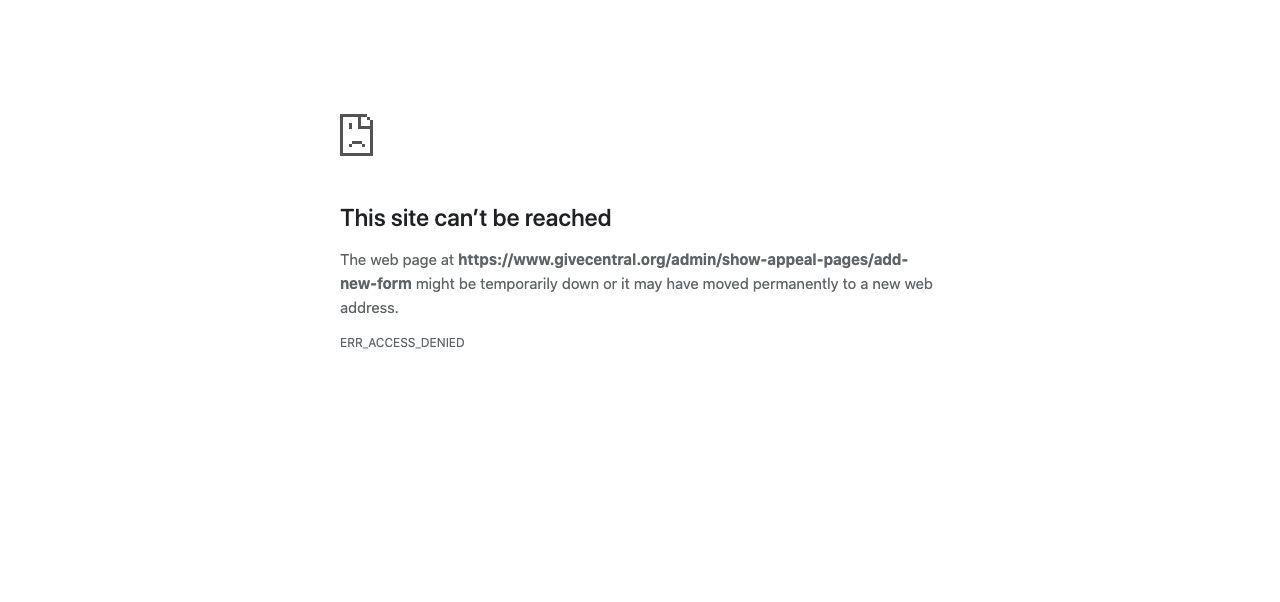 This site can’t be reached
The web page at https://www.givecentral.org/admin/show-appeal-pages/add-
new-form might be temporarily down or it may have moved permanently to a new web
address.
ERR_ACCESS_DENIED